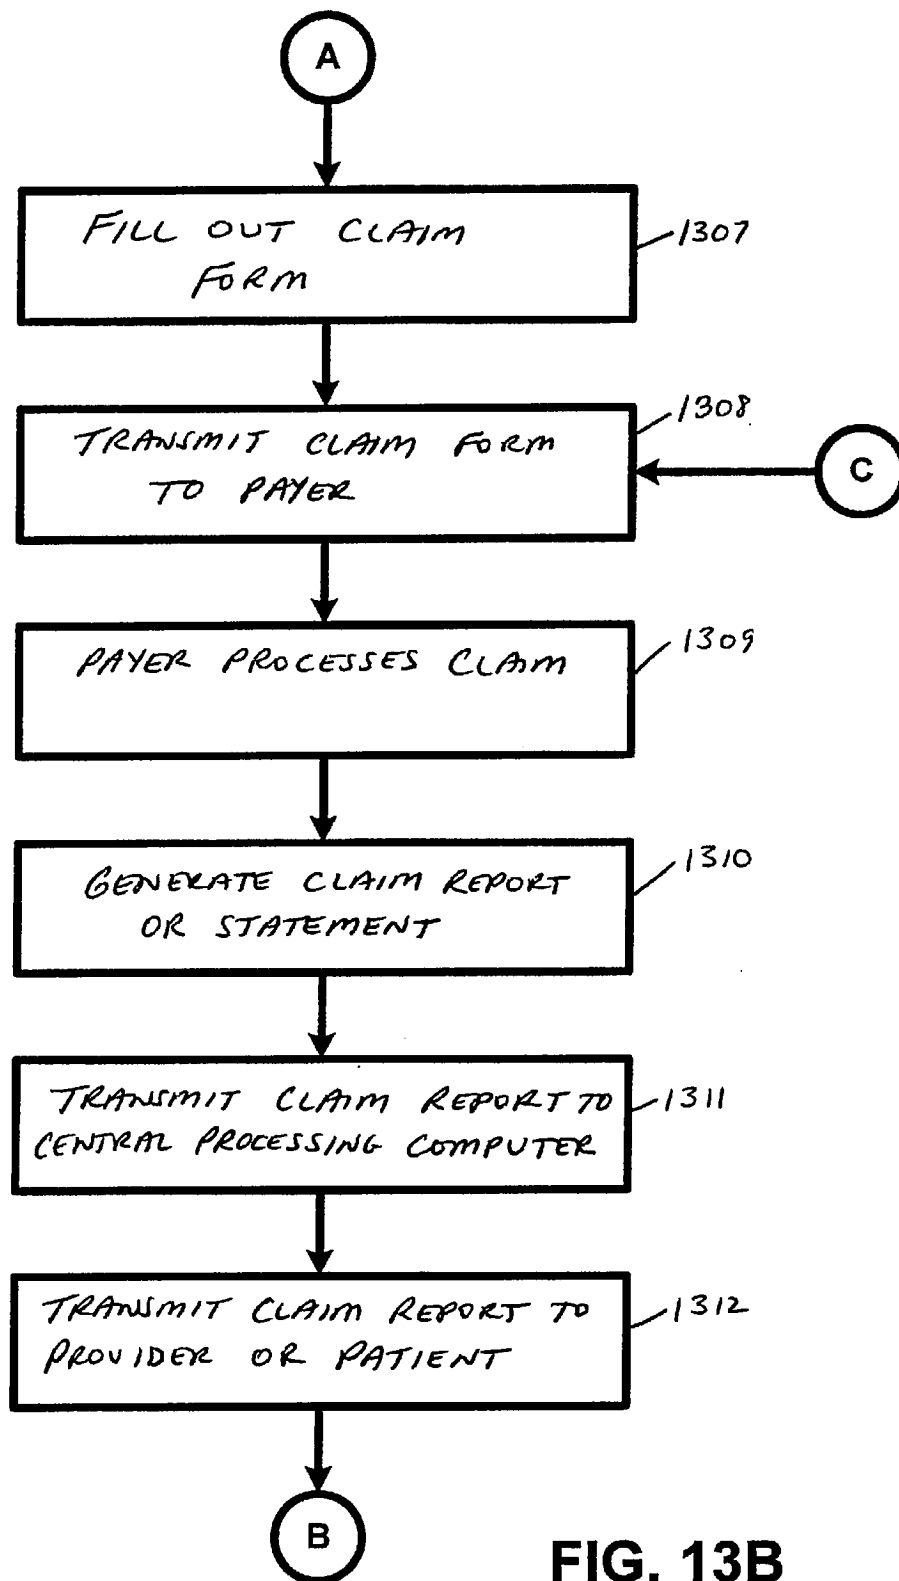 A
FILL OUT CLAIM
FORM
1307
TRANSMIT CLAIM FORM
TO PAYER
1308
C
PAYER PROCESSES CLAIM
1309
GENERATE CLAIM REPORT
OR STATEMENT
1310
TRANSMIT CLAIM REPORT TO
CENTRAL PROCESSING COMPUTER
1311
TRANSMIT CLAIM REPORT TO
PROVIDER OR PATIENT
1312
B
FIG. 13B